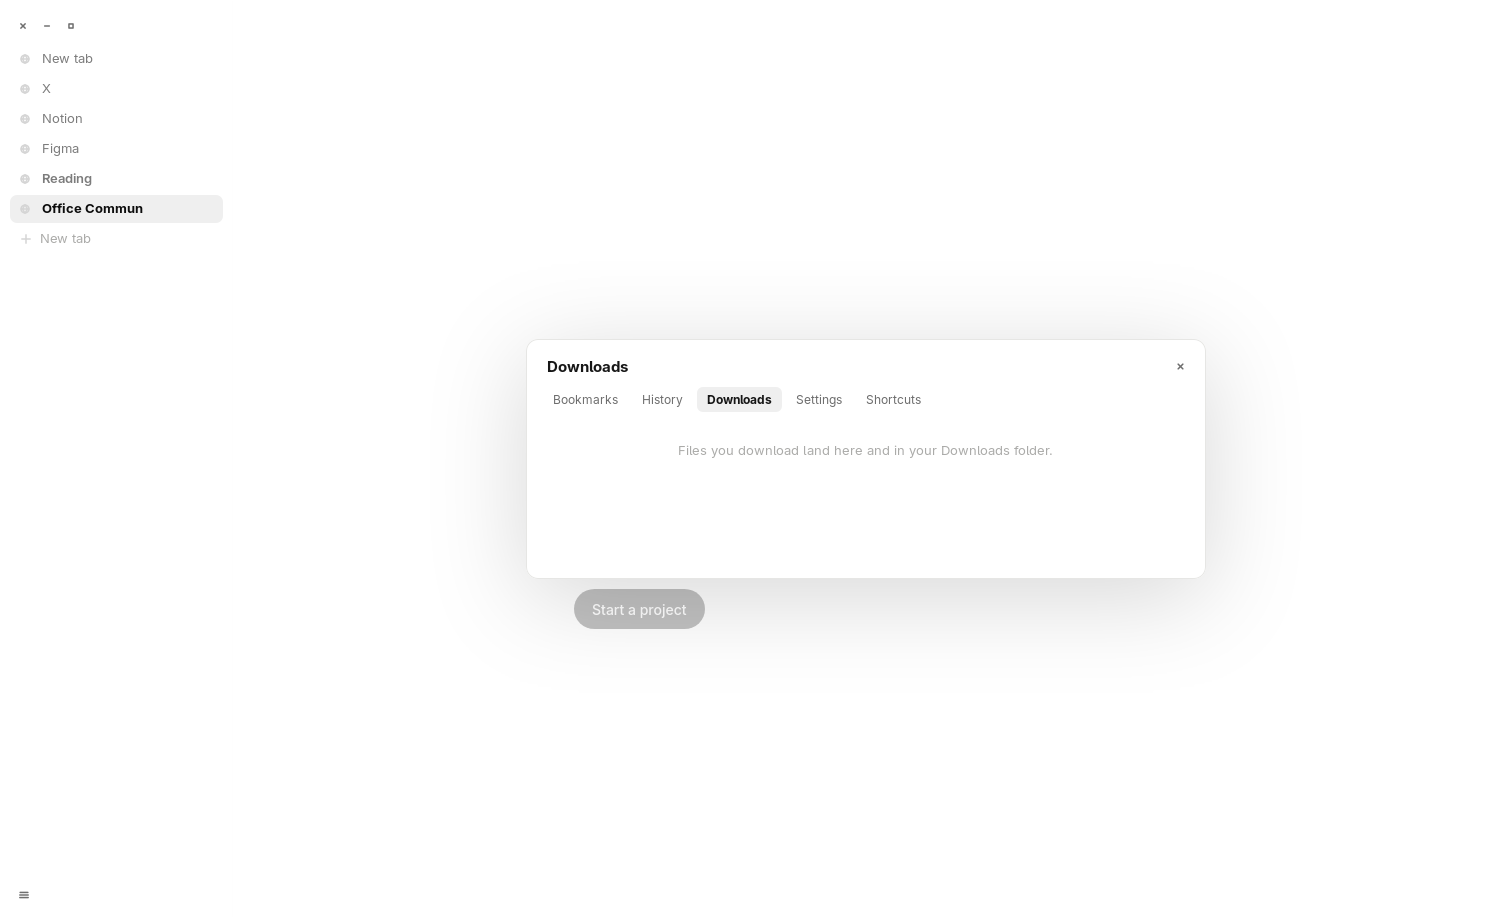 New tab
X
Notion
Figma
Reading
Office Commun
New tab
Downloads
Bookmarks History Downloads Settings Shortcuts
Files you download land here and in your Downloads folder.
Start a project